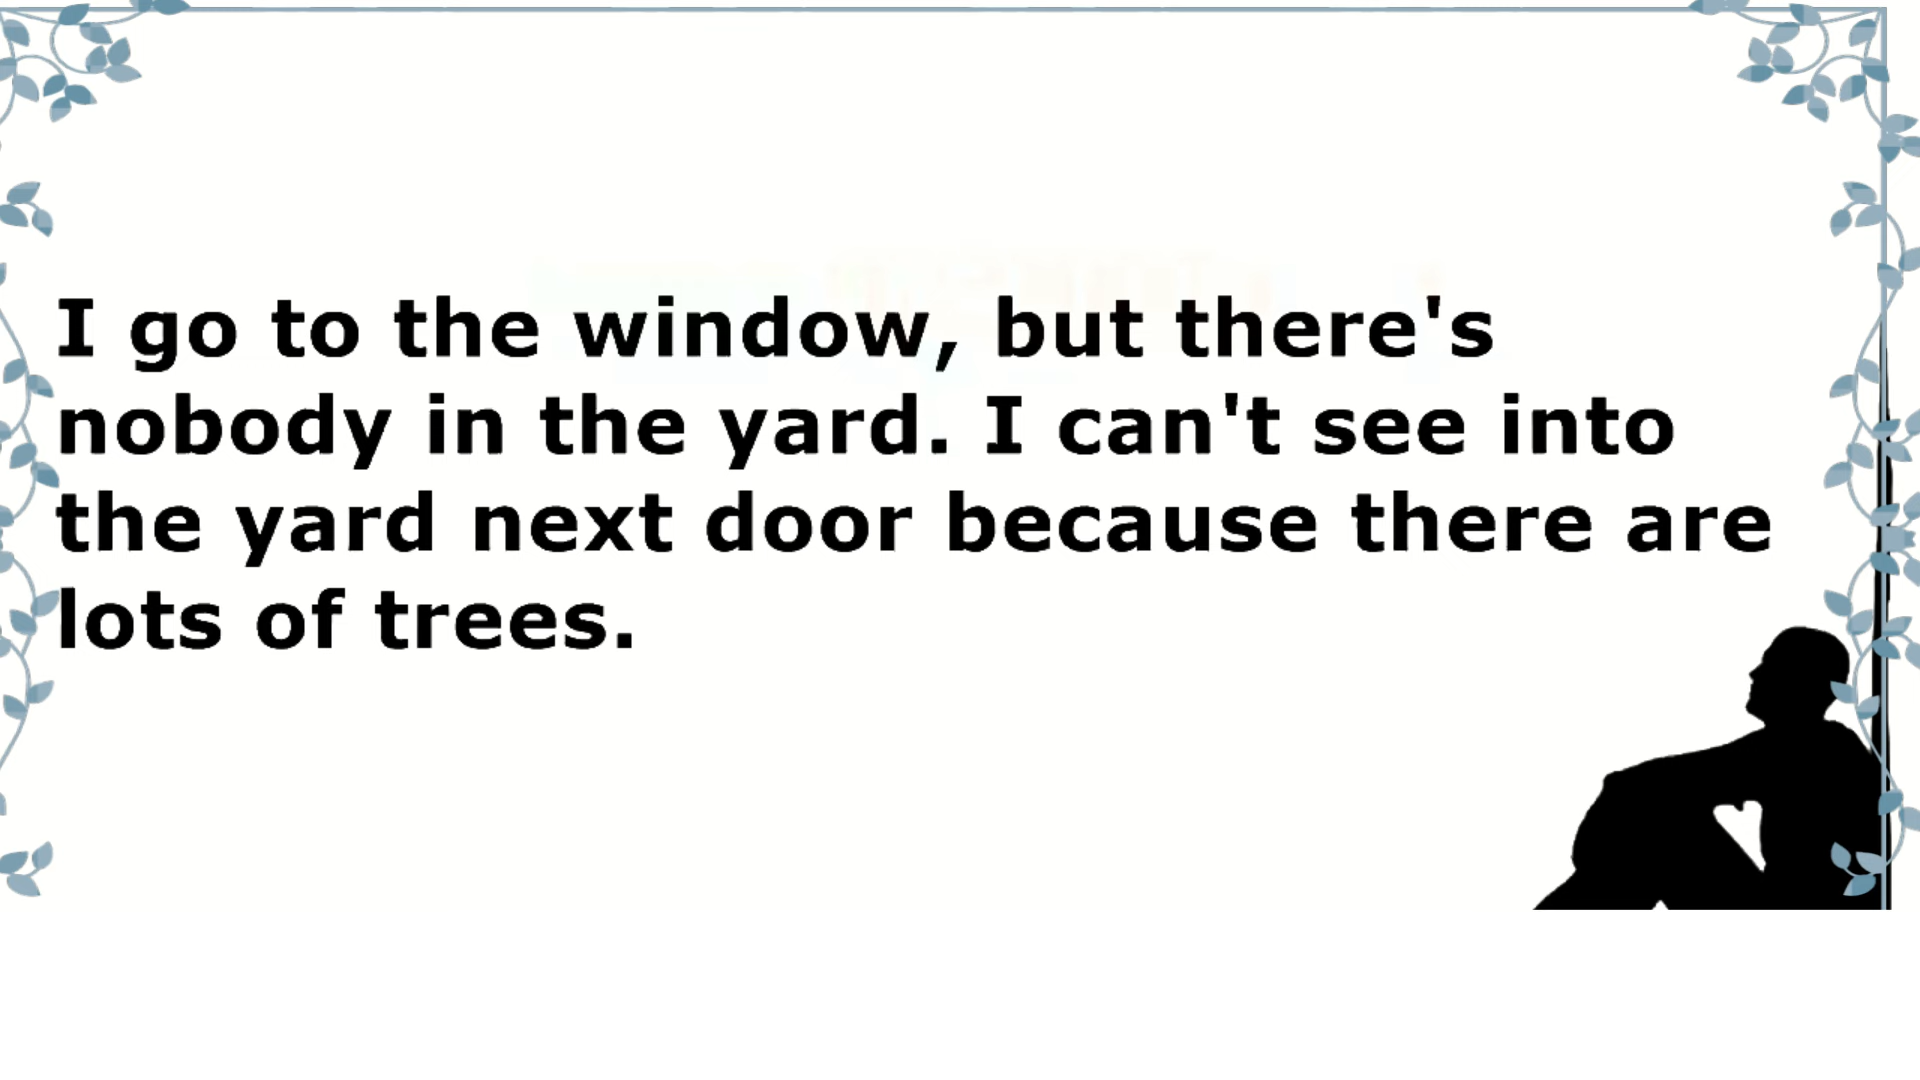 I go to the window, but there's
nobody in the yard. I can't see into
the yard next door because there are
lots of trees.